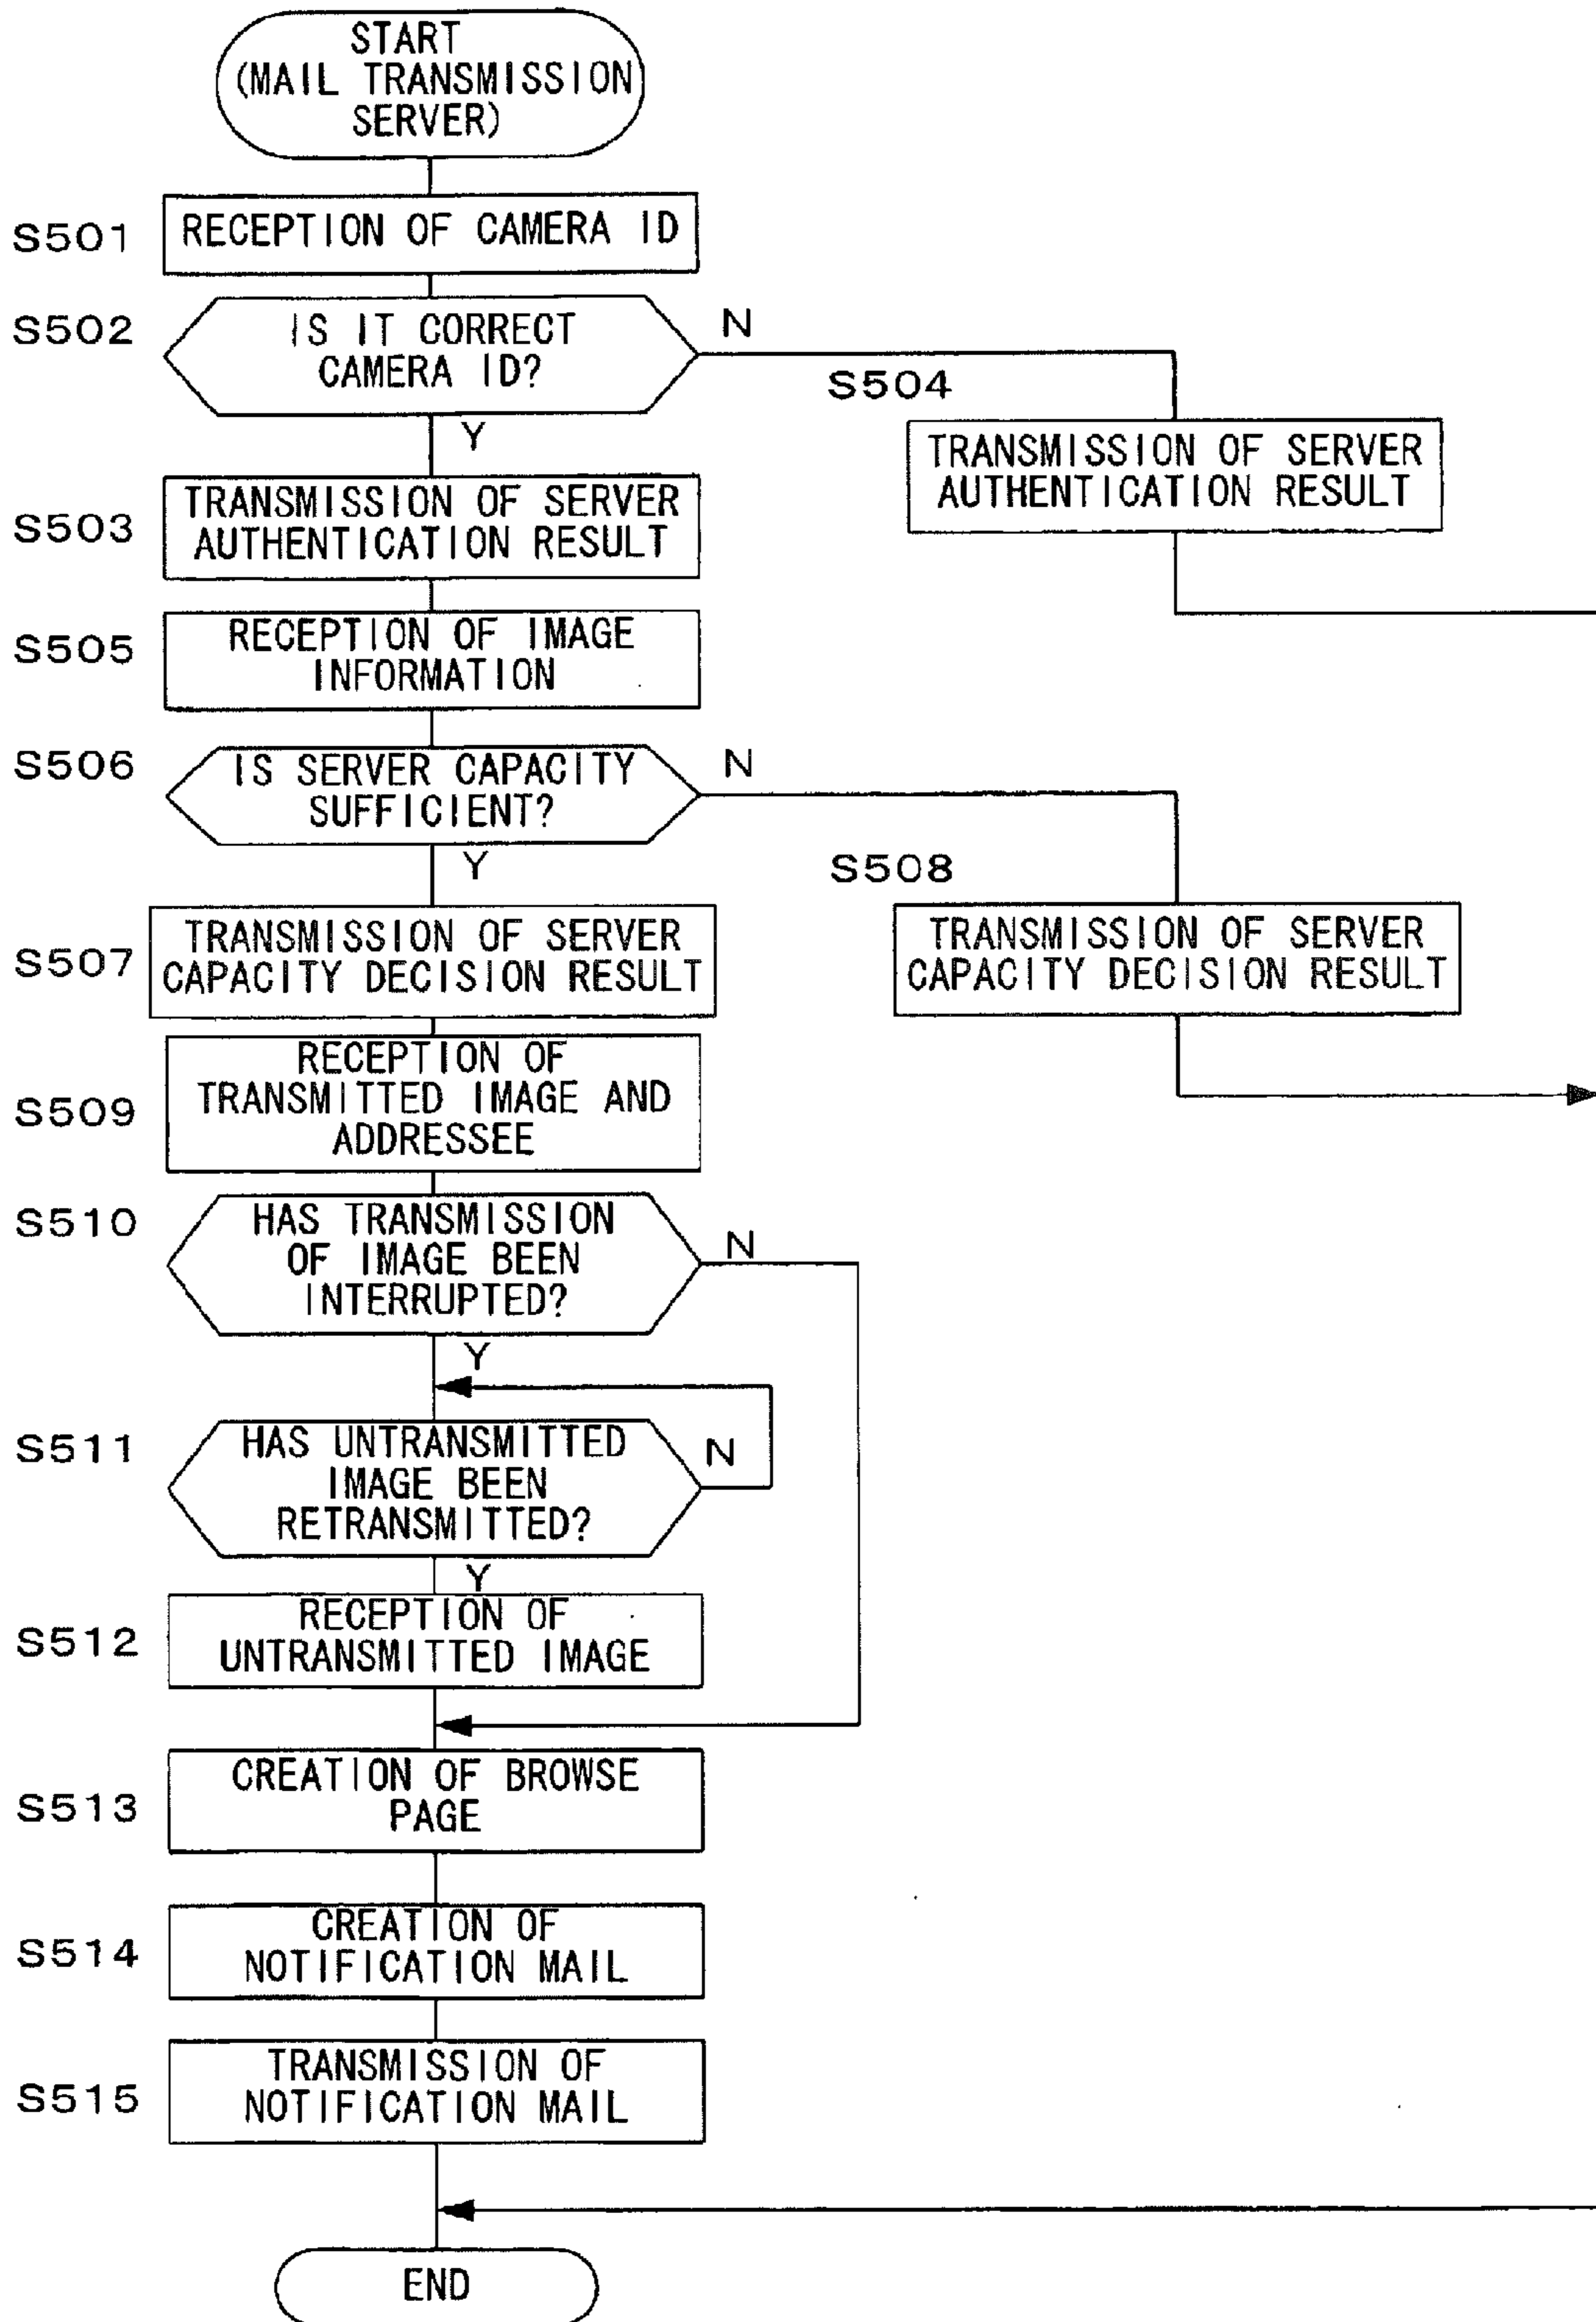 START
(MAIL TRANSMISSION
SERVER)
S501
RECEPTION OF CAMERA ID
S502
IS IT CORRECT
CAMERA ID?
N
Y
S504
TRANSMISSION OF SERVER
AUTHENTICATION RESULT
S503
TRANSMISSION OF SERVER
AUTHENTICATION RESULT
S505
RECEPTION OF IMAGE
INFORMATION
S506
IS SERVER CAPACITY
SUFFICIENT?
N
Y
S508
TRANSMISSION OF SERVER
CAPACITY DECISION RESULT
S507
TRANSMISSION OF SERVER
CAPACITY DECISION RESULT
S509
RECEPTION OF
TRANSMITTED IMAGE AND
ADDRESSEE
S510
HAS TRANSMISSION
OF IMAGE BEEN
INTERRUPTED?
N
Y
S511
HAS UNTRANSMITTED
IMAGE BEEN
RETRANSMITTED?
N
Y
S512
RECEPTION OF
UNTRANSMITTED IMAGE
S513
CREATION OF BROWSE
PAGE
S514
CREATION OF
NOTIFICATION MAIL
S515
TRANSMISSION OF
NOTIFICATION MAIL
END